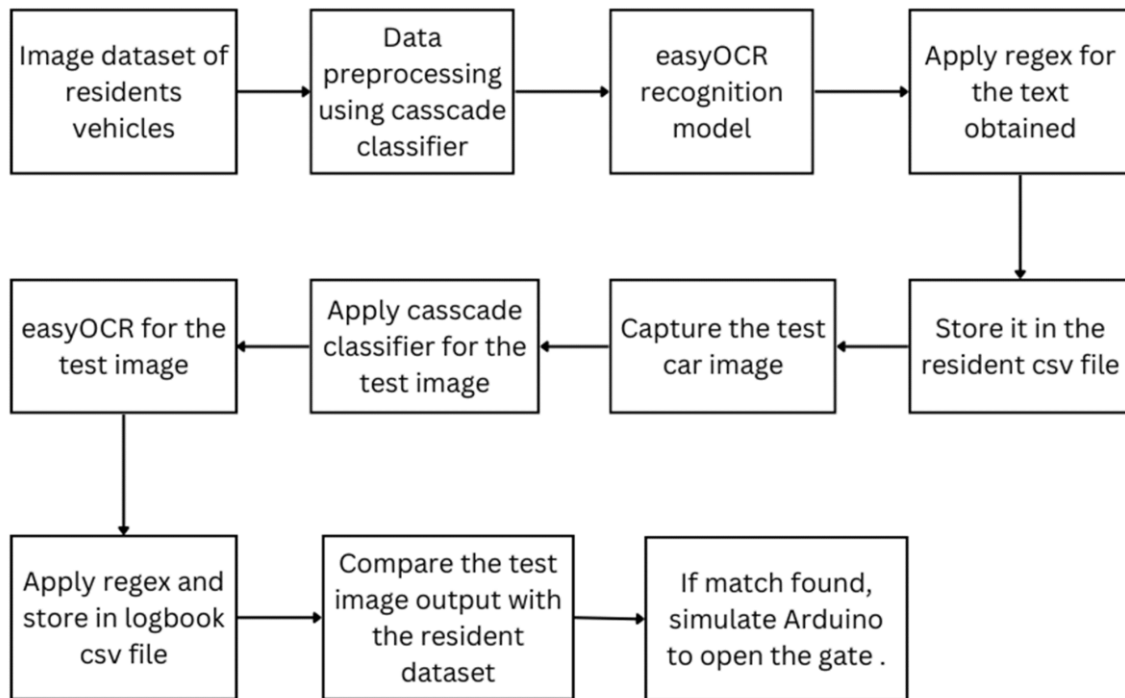 Image dataset of
residents
vehicles
Data
preprocessing
using casscade
classifier
easyOCR
recognition
model
Apply regex for
the text
obtained
Store it in the
resident csv file
Capture the test
car image
Apply casscade
classifier for the
test image
easyOCR for the
test image
Apply regex and
store in logbook
csv file
Compare the test
image output with
the resident
dataset
If match found,
simulate Arduino
to open the gate .